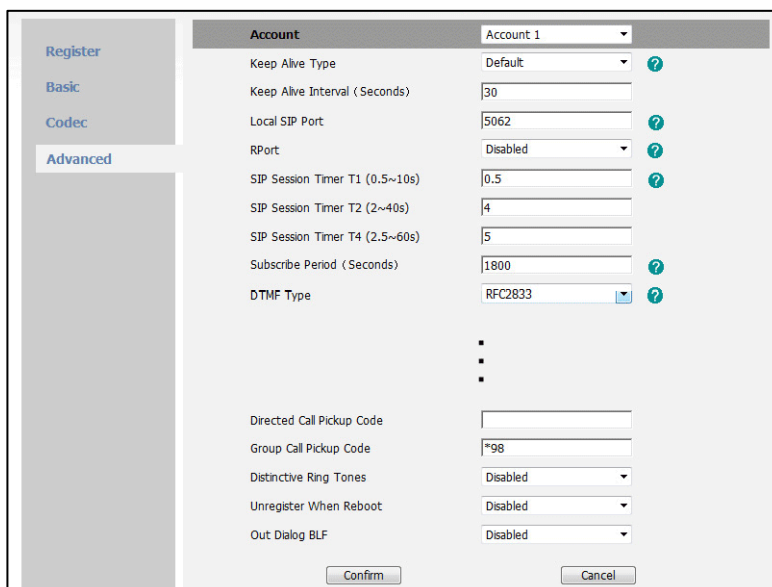 Register
Basic
Codec
Advanced
Account Account 1
Keep Alive Type Default ?
Keep Alive Interval (Seconds) 30
Local SIP Port 5062 ?
RPort Disabled ?
SIP Session Timer T1 (0.5~10s) 0.5 ?
SIP Session Timer T2 (2~40s) 4
SIP Session Timer T4 (2.5~60s) 5
Subscribe Period (Seconds) 1800 ?
DTMF Type RFC2833 ?
Directed Call Pickup Code
Group Call Pickup Code *98
Distinctive Ring Tones Disabled
Unregister When Reboot Disabled
Out Dialog BLF Disabled
Confirm Cancel